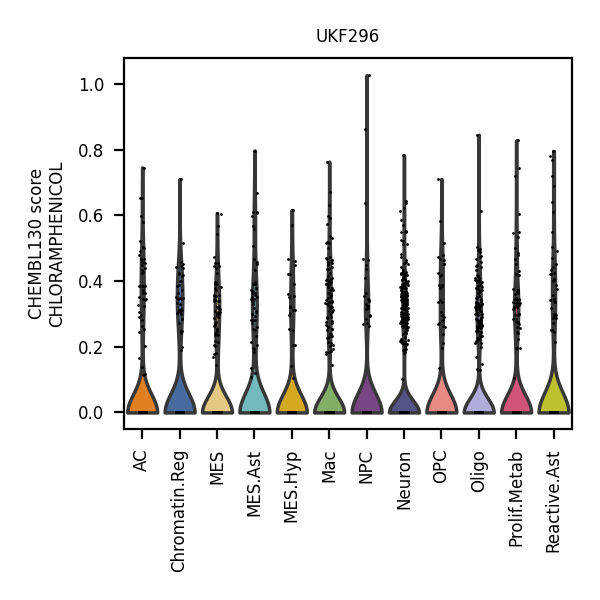 UKF296
CHEMBL130 score
CHLORAMPHENICOL
1.0
0.8
0.6
0.4
0.2
0.0
AC
Chromatin.Reg
MES
MES.Ast
MES.Hyp
Mac
NPC
Neuron
OPC
Oligo
Prolif.Metab
Reactive.Ast